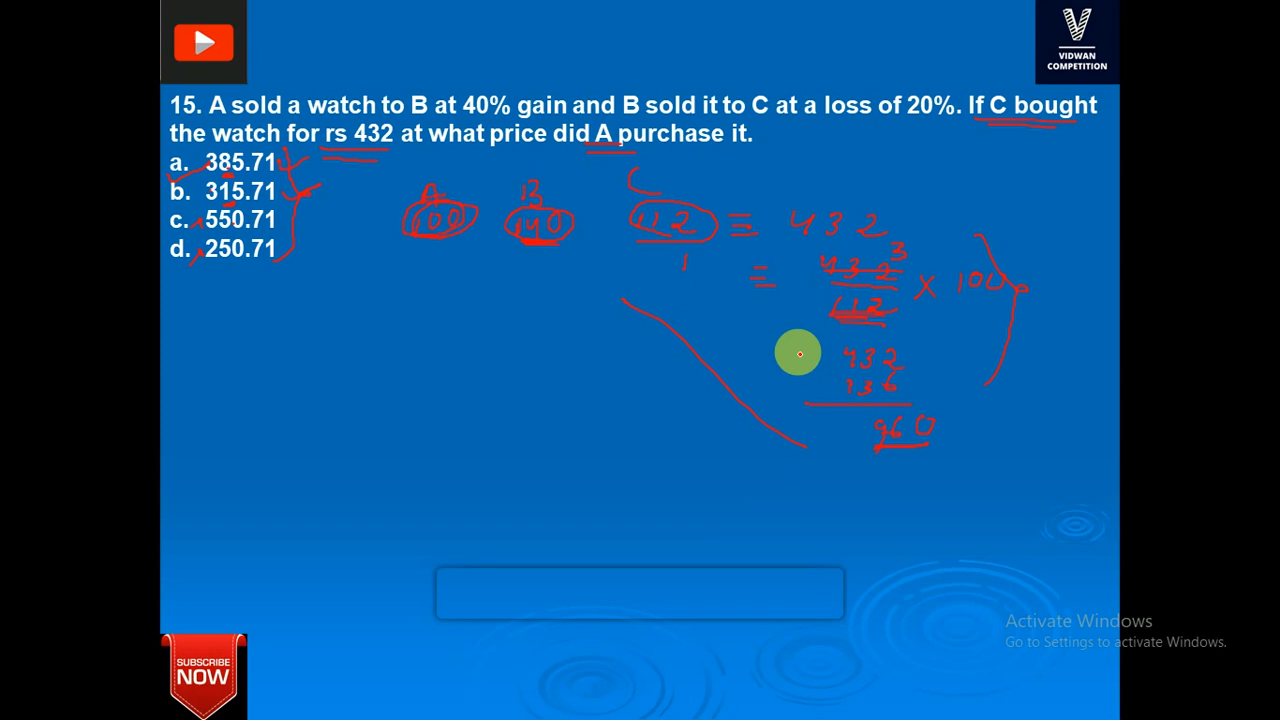 V
VIDWAN
COMPETITION
15. A sold a watch to B at 40% gain and B sold it to C at a loss of 20%. If C bought
the watch for rs 432 at what price did A purchase it.
a. 385.71
b. 315.71
c. 550.71
d. 250.71
A B C
100 140 112 = 432
1
= 432 3
112 X 100
432
336
960
Activate Windows
Go to Settings to activate Windows.
SUBSCRIBE
NOW